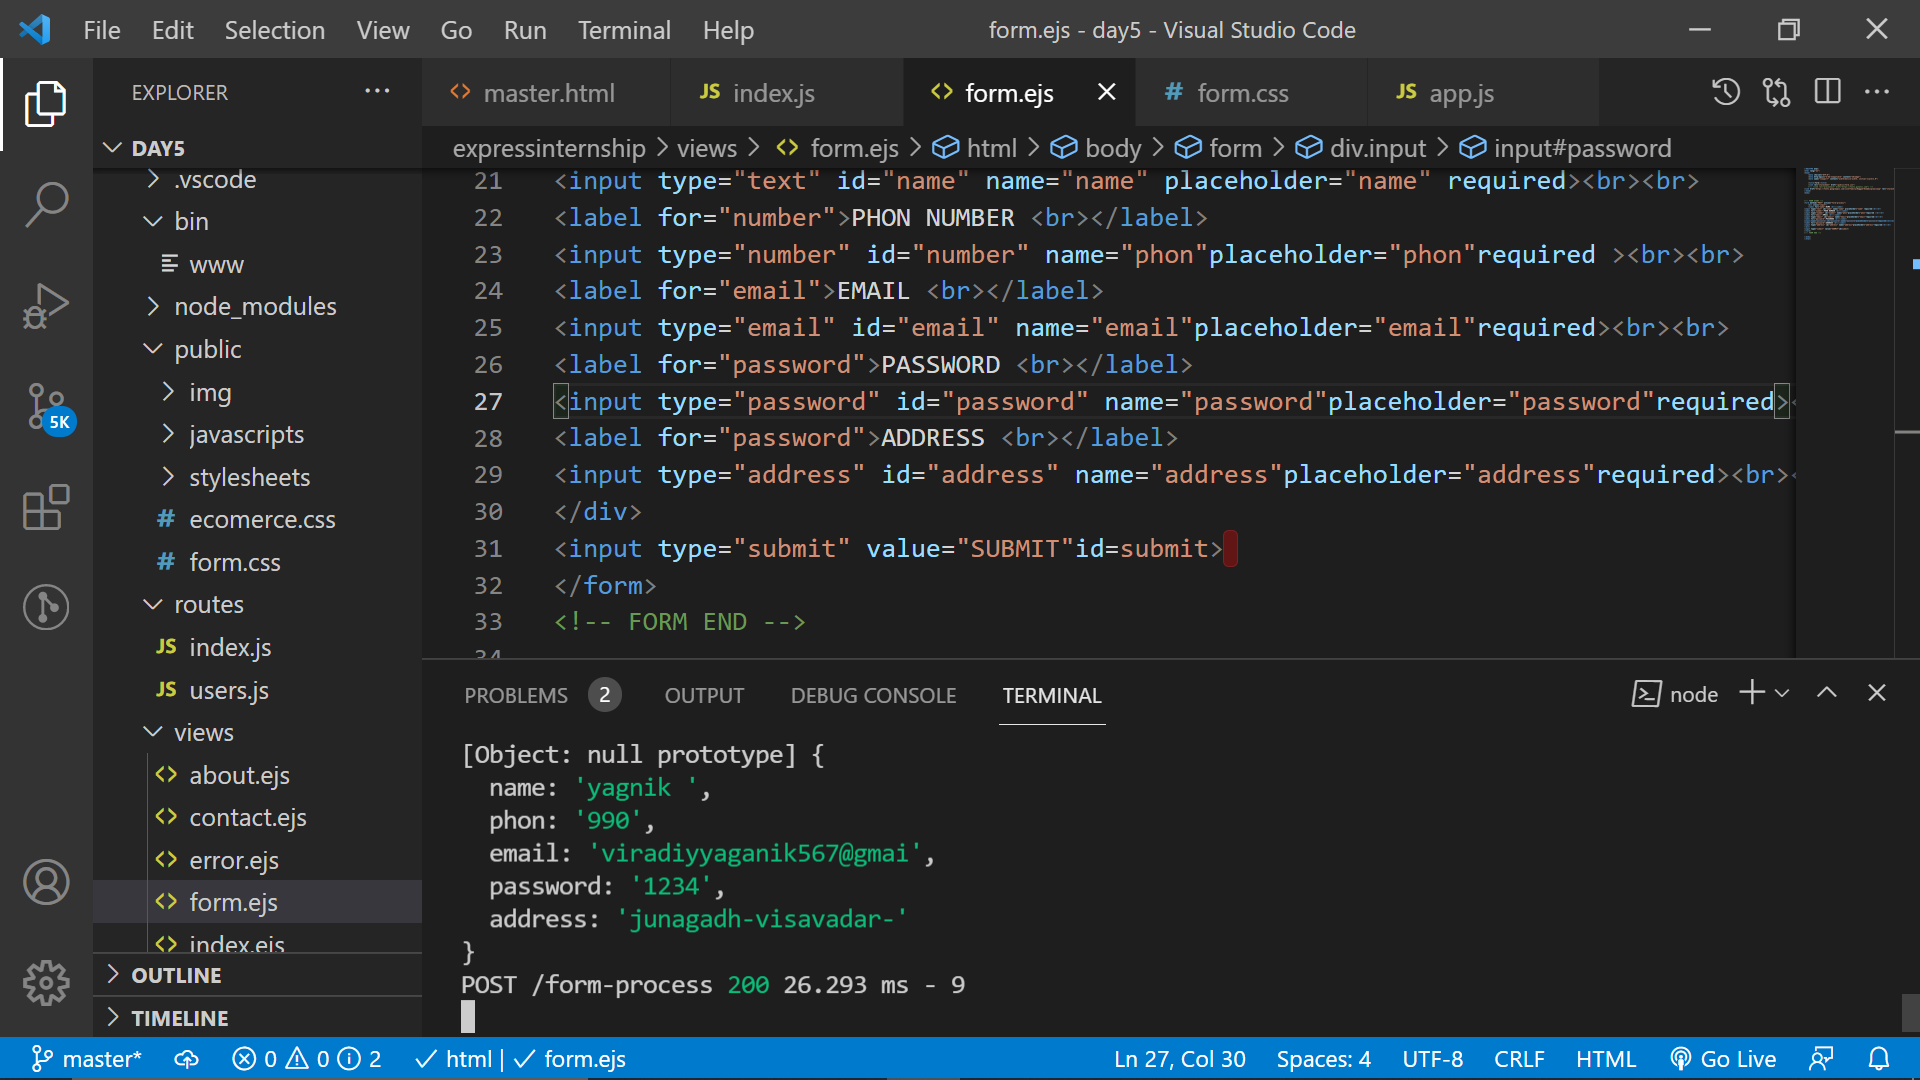 File Edit Selection View Go Run Terminal Help form.ejs - day5 - Visual Studio Code
EXPLORER ···
master.html
JS index.js
form.ejs
# form.css
JS app.js
DAY5
expressinternship > views > form.ejs > html > body > form > div.input > input#password
.vscode
bin
www
node_modules
public
img
javascripts
stylesheets
# ecomerce.css
# form.css
routes
JS index.js
JS users.js
views
about.ejs
contact.ejs
error.ejs
form.ejs
index.ejs
OUTLINE
TIMELINE
5K
21 <input type="text" id="name" name="name" placeholder="name" required><br><br>
22 <label for="number">PHON NUMBER <br></label>
23 <input type="number" id="number" name="phon"placeholder="phon"required ><br><br>
24 <label for="email">EMAIL <br></label>
25 <input type="email" id="email" name="email"placeholder="email"required><br><br>
26 <label for="password">PASSWORD <br></label>
27 <input type="password" id="password" name="password"placeholder="password"required><
28 <label for="password">ADDRESS <br></label>
29 <input type="address" id="address" name="address"placeholder="address"required><br><
30 </div>
31 <input type="submit" value="SUBMIT"id=submit>
32 </form>
33 <!-- FORM END -->
34
PROBLEMS 2 OUTPUT DEBUG CONSOLE TERMINAL node
[Object: null prototype] {
name: 'yagnik ',
phon: '990',
email: 'viradiyyaganik567@gmai',
password: '1234',
address: 'junagadh-visavadar-'
}
POST /form-process 200 26.293 ms - 9
master* 0 0 2 html | form.ejs Ln 27, Col 30 Spaces: 4 UTF-8 CRLF HTML Go Live